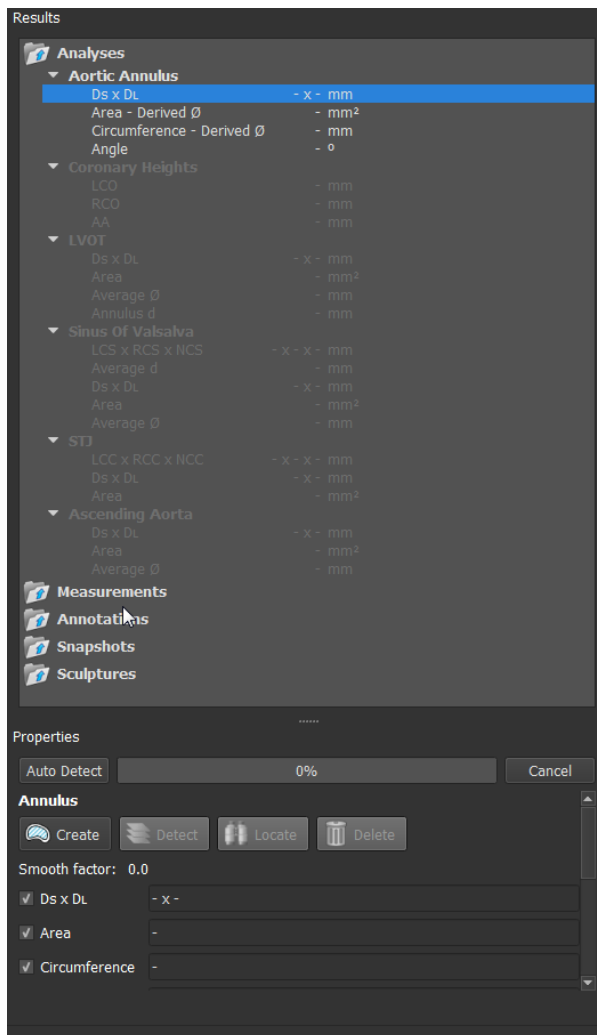 Results
Analyses
Aortic Annulus
Ds x DL - x - mm
Area - Derived Ø - mm²
Circumference - Derived Ø - mm
Angle - º
Coronary Heights
LCO - mm
RCO - mm
AA - mm
LVOT
Ds x DL - x - mm
Area - mm²
Average Ø - mm
Annulus d - mm
Sinus Of Valsalva
LCS x RCS x NCS - x - x - mm
Average d - mm
Ds x DL - x - mm
Area - mm²
Average Ø - mm
STJ
LCC x RCC x NCC - x - x - mm
Ds x DL - x - mm
Area - mm²
Ascending Aorta
Ds x DL - x - mm
Area - mm²
Average Ø - mm
Measurements
Annotations
Snapshots
Sculptures
Properties
Auto Detect 0% Cancel
Annulus
Create Detect Locate Delete
Smooth factor: 0.0
Ds x DL - x -
Area -
Circumference -